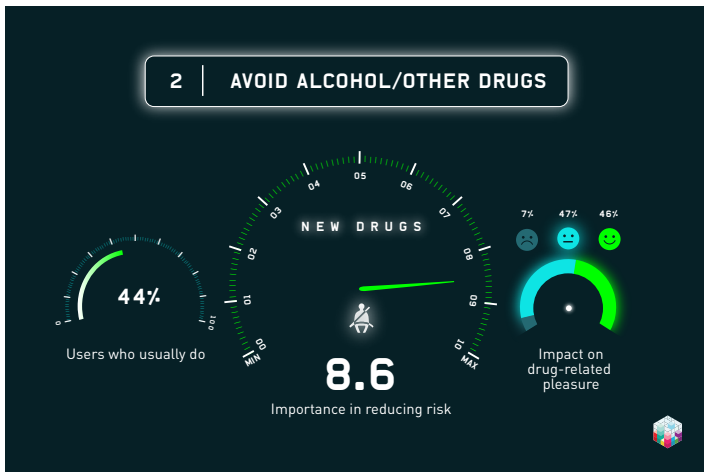 2 AVOID ALCOHOL/OTHER DRUGS
NEW DRUGS
MIN 00 01 02 03 04 05 06 07 08 09 10 MAX
8.6
Importance in reducing risk
0 100
44%
Users who usually do
7% 47% 46%
Impact on
drug-related
pleasure